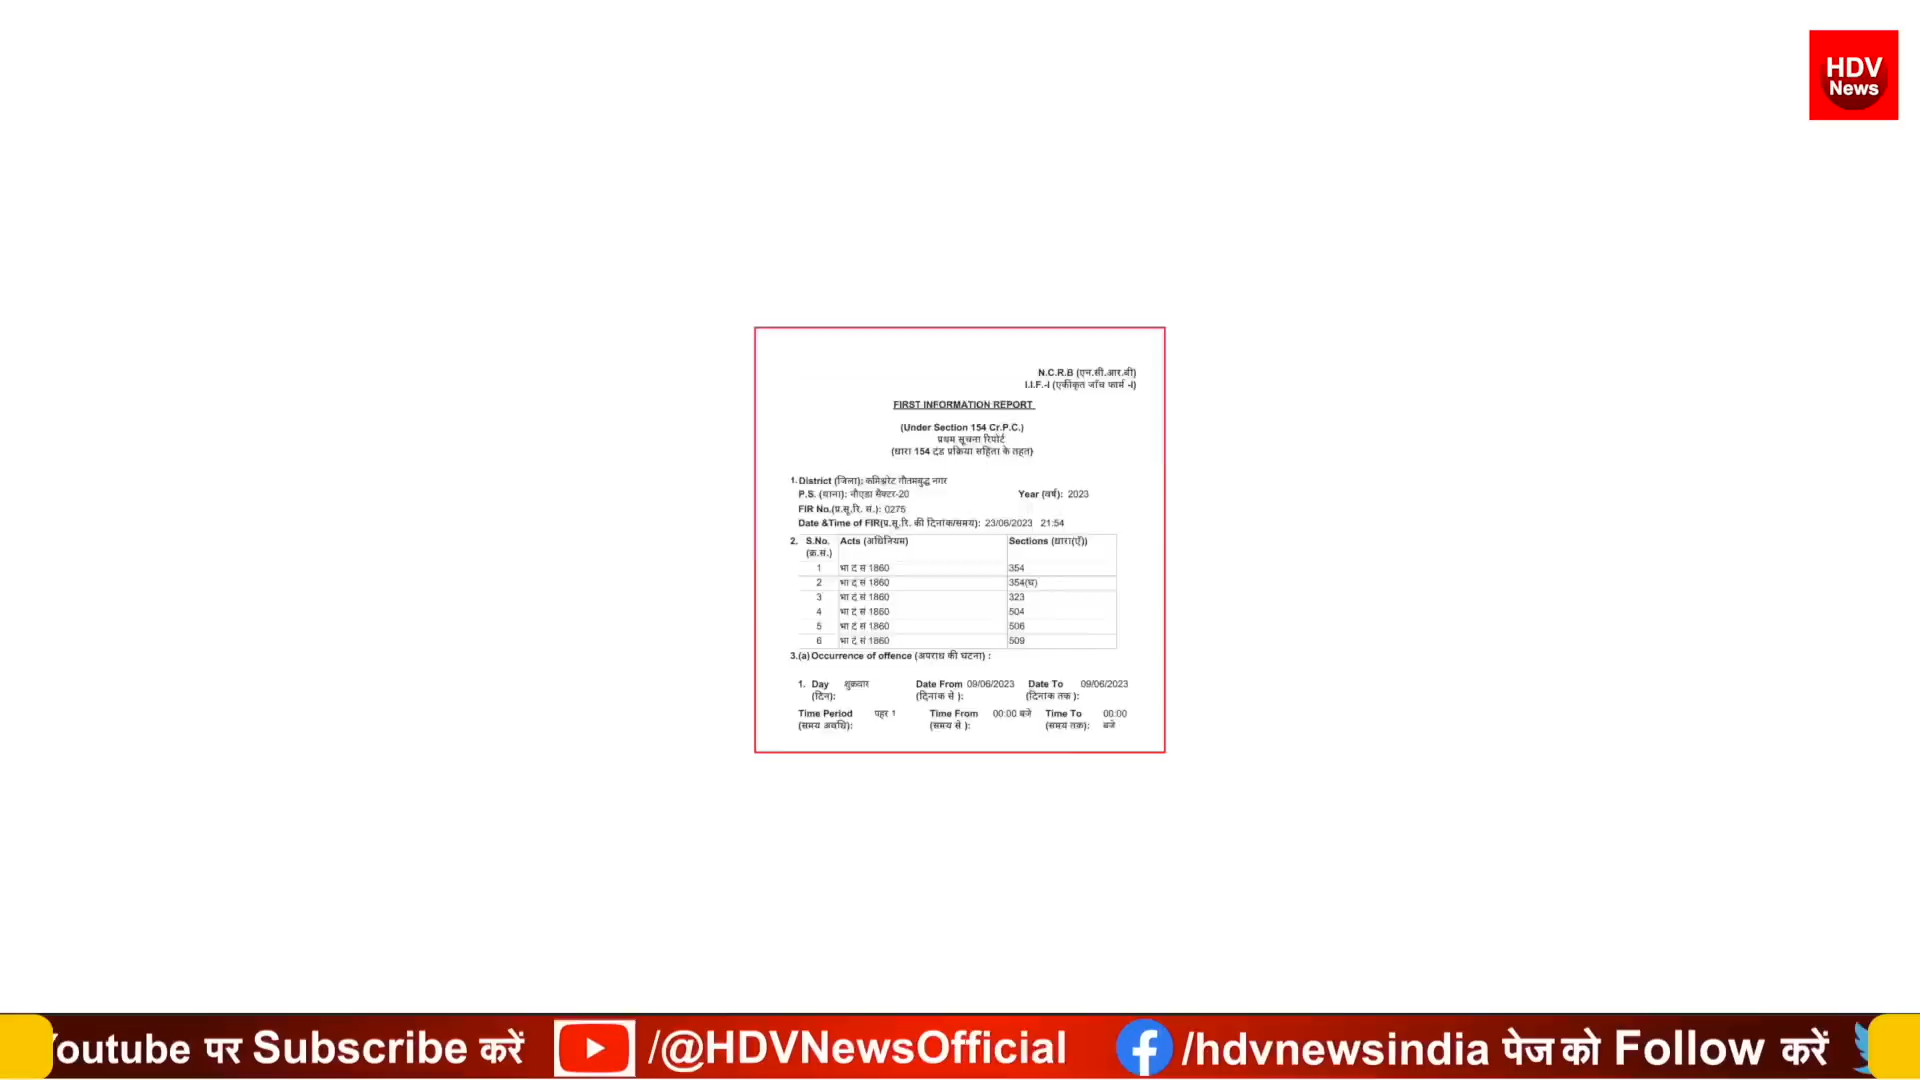 HDV
News
N.C.R.B (एन.सी.आर.बी)
I.I.F.-I (एकीकृत जाँच फार्म -I)
FIRST INFORMATION REPORT
(Under Section 154 Cr.P.C.)
प्रथम सूचना रिपोर्ट
(धारा 154 दंड प्रक्रिया सहिंता के तहत)
1. District (जिला): कमिश्नरेट गौतमबुद्ध नगर
P.S. (थाना): नौएडा सैक्टर-20 Year (वर्ष): 2023
FIR No.(प्र.सू.रि. सं.): 0275
Date &Time of FIR(प्र.सू.रि. की दिनांक/समय): 23/06/2023 21:54
2. S.No. Acts (अधिनियम) Sections (धारा(एँ))
(क्र.सं.)
1 भा दं सं 1860 354
2 भा दं सं 1860 354(घ)
3 भा दं सं 1860 323
4 भा दं सं 1860 504
5 भा दं सं 1860 506
6 भा दं सं 1860 509
3.(a) Occurrence of offence (अपराध की घटना) :
1. Day शुक्रवार Date From 09/06/2023 Date To 09/06/2023
(दिन): (दिनांक से ): (दिनांक तक ):
Time Period पहर 1 Time From 00:00 बजे Time To 00:00
(समय अवधि): (समय से ): (समय तक): बजे
outube पर Subscribe करें /@HDVNewsOfficial /hdvnewsindia पेज को Follow करें